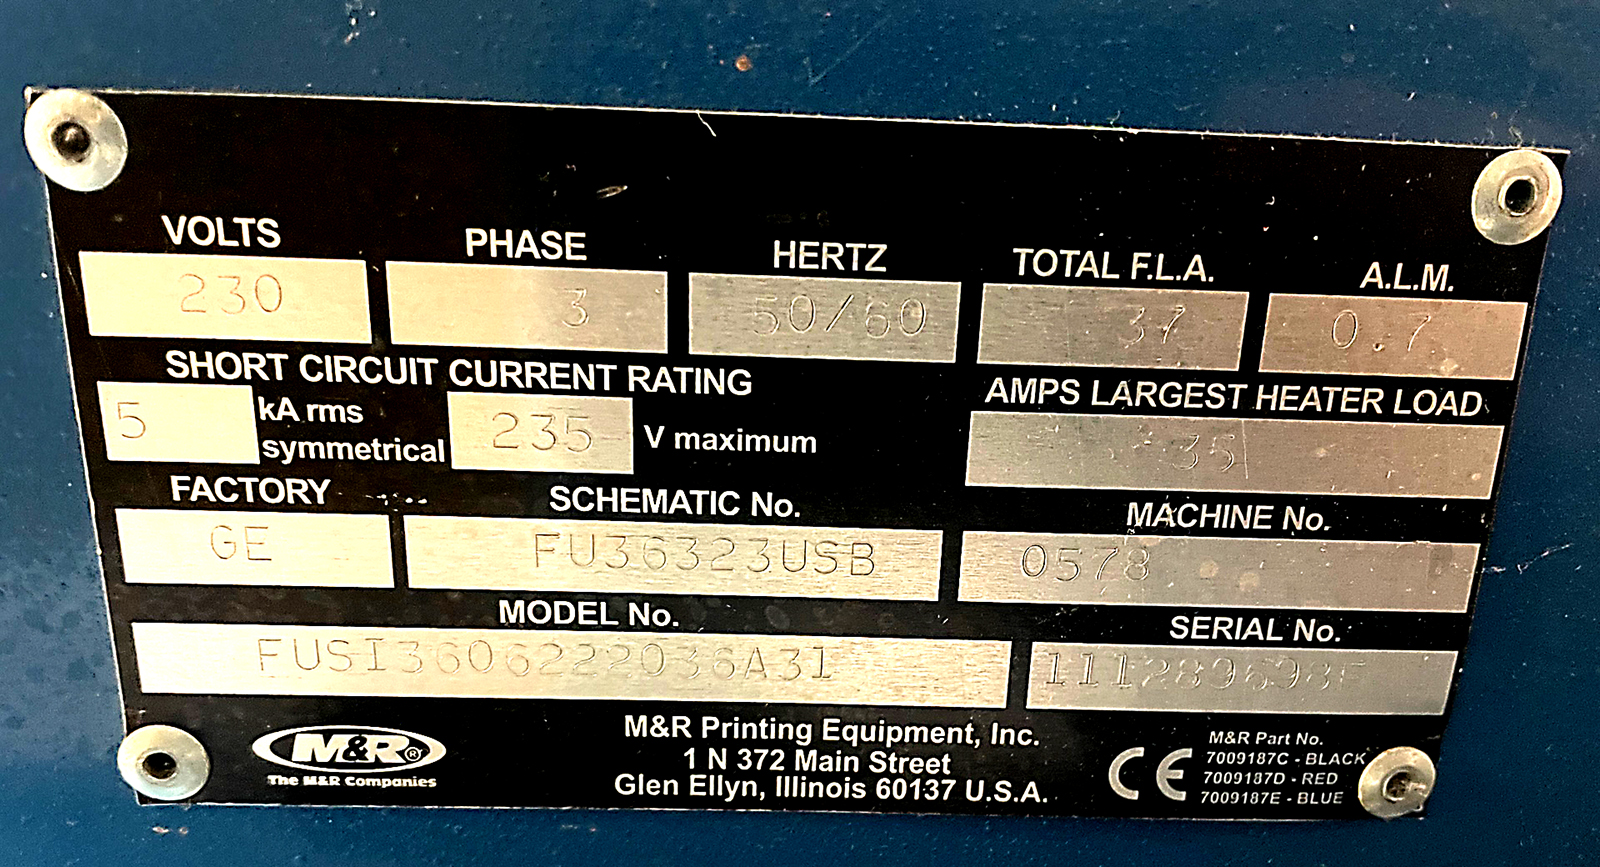 VOLTS PHASE HERTZ TOTAL F.L.A. A.L.M.
230 3 50/60 37 0.7
SHORT CIRCUIT CURRENT RATING AMPS LARGEST HEATER LOAD
5 kA rms symmetrical 235 V maximum 35
FACTORY SCHEMATIC No. MACHINE No.
GE FU36323USB 0578
MODEL No. SERIAL No.
FUSI3606222036A31 111289698F
M&R®
The M&R Companies
M&R Printing Equipment, Inc.
1 N 372 Main Street
Glen Ellyn, Illinois 60137 U.S.A.
CE
M&R Part No.
7009187C - BLACK
7009187D - RED
7009187E - BLUE